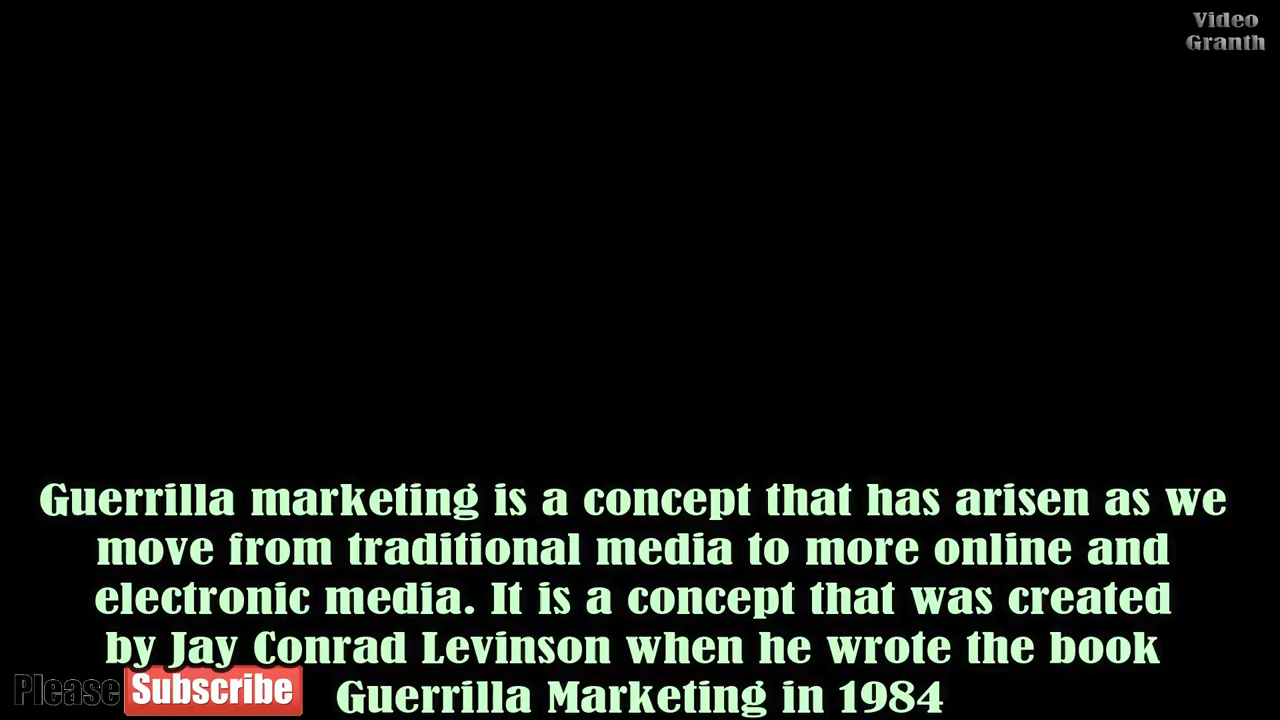 Video
Granth
Guerrilla marketing is a concept that has arisen as we
move from traditional media to more online and
electronic media. It is a concept that was created
by Jay Conrad Levinson when he wrote the book
Guerrilla Marketing in 1984
Please Subscribe